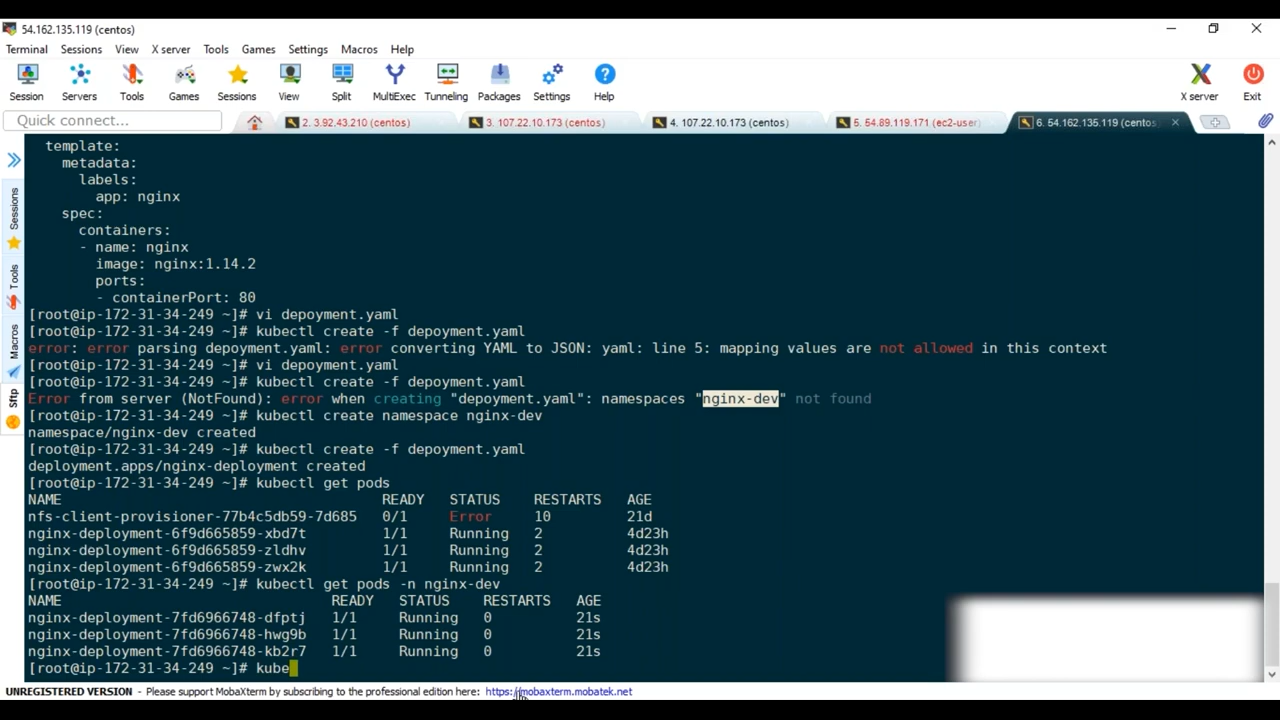 54.162.135.119 (centos)
Terminal Sessions View X server Tools Games Settings Macros Help
Session Servers Tools Games Sessions View Split MultiExec Tunneling Packages Settings Help X server Exit
Quick connect... 2. 3.92.43.210 (centos) 3. 107.22.10.173 (centos) 4. 107.22.10.173 (centos) 5. 54.89.119.171 (ec2-user) 6. 54.162.135.119 (centos
Sessions
Tools
Macros
Sftp
template:
metadata:
labels:
app: nginx
spec:
containers:
- name: nginx
image: nginx:1.14.2
ports:
- containerPort: 80
[root@ip-172-31-34-249 ~]# vi depoyment.yaml
[root@ip-172-31-34-249 ~]# kubectl create -f depoyment.yaml
error: error parsing depoyment.yaml: error converting YAML to JSON: yaml: line 5: mapping values are not allowed in this context
[root@ip-172-31-34-249 ~]# vi depoyment.yaml
[root@ip-172-31-34-249 ~]# kubectl create -f depoyment.yaml
Error from server (NotFound): error when creating "depoyment.yaml": namespaces "nginx-dev" not found
[root@ip-172-31-34-249 ~]# kubectl create namespace nginx-dev
namespace/nginx-dev created
[root@ip-172-31-34-249 ~]# kubectl create -f depoyment.yaml
deployment.apps/nginx-deployment created
[root@ip-172-31-34-249 ~]# kubectl get pods
NAME READY STATUS RESTARTS AGE
nfs-client-provisioner-77b4c5db59-7d685 0/1 Error 10 21d
nginx-deployment-6f9d665859-xbd7t 1/1 Running 2 4d23h
nginx-deployment-6f9d665859-zldhv 1/1 Running 2 4d23h
nginx-deployment-6f9d665859-zwx2k 1/1 Running 2 4d23h
[root@ip-172-31-34-249 ~]# kubectl get pods -n nginx-dev
NAME READY STATUS RESTARTS AGE
nginx-deployment-7fd6966748-dfptj 1/1 Running 0 21s
nginx-deployment-7fd6966748-hwg9b 1/1 Running 0 21s
nginx-deployment-7fd6966748-kb2r7 1/1 Running 0 21s
[root@ip-172-31-34-249 ~]# kube
UNREGISTERED VERSION - Please support MobaXterm by subscribing to the professional edition here: https://mobaxterm.mobatek.net